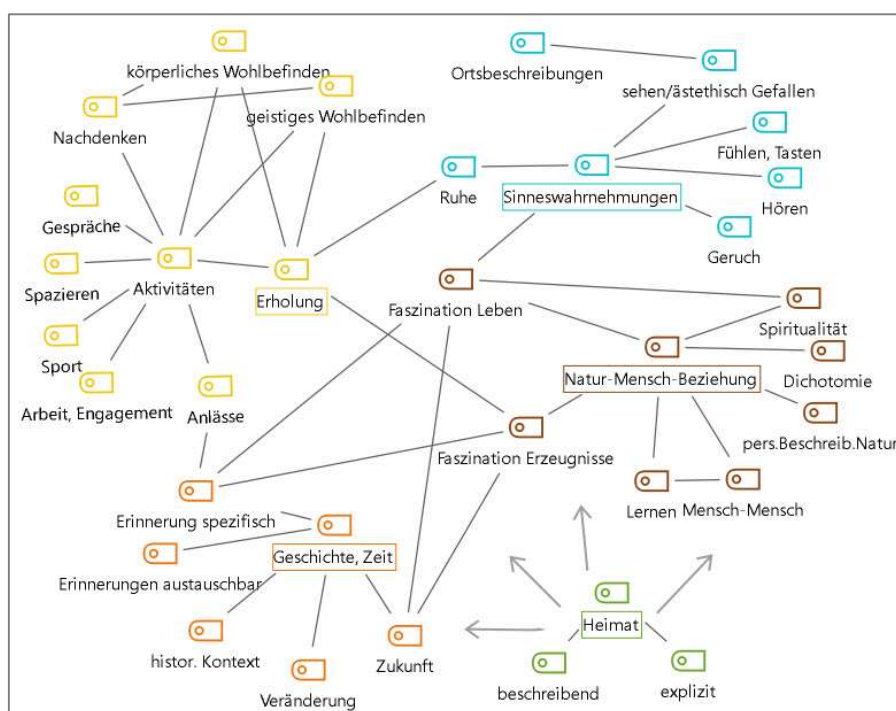 körperliches Wohlbefinden
Ortsbeschreibungen
sehen/ästethisch Gefallen
Nachdenken
geistiges Wohlbefinden
Fühlen, Tasten
Ruhe
Sinneswahrnehmungen
Hören
Gespräche
Geruch
Spazieren
Aktivitäten
Erholung
Faszination Leben
Spiritualität
Sport
Natur-Mensch-Beziehung
Dichotomie
Arbeit, Engagement
Anlässe
pers.Beschreib.Natur
Faszination Erzeugnisse
Lernen
Mensch-Mensch
Erinnerung spezifisch
Geschichte, Zeit
Erinnerungen austauschbar
Heimat
histor. Kontext
Zukunft
Veränderung
beschreibend
explizit